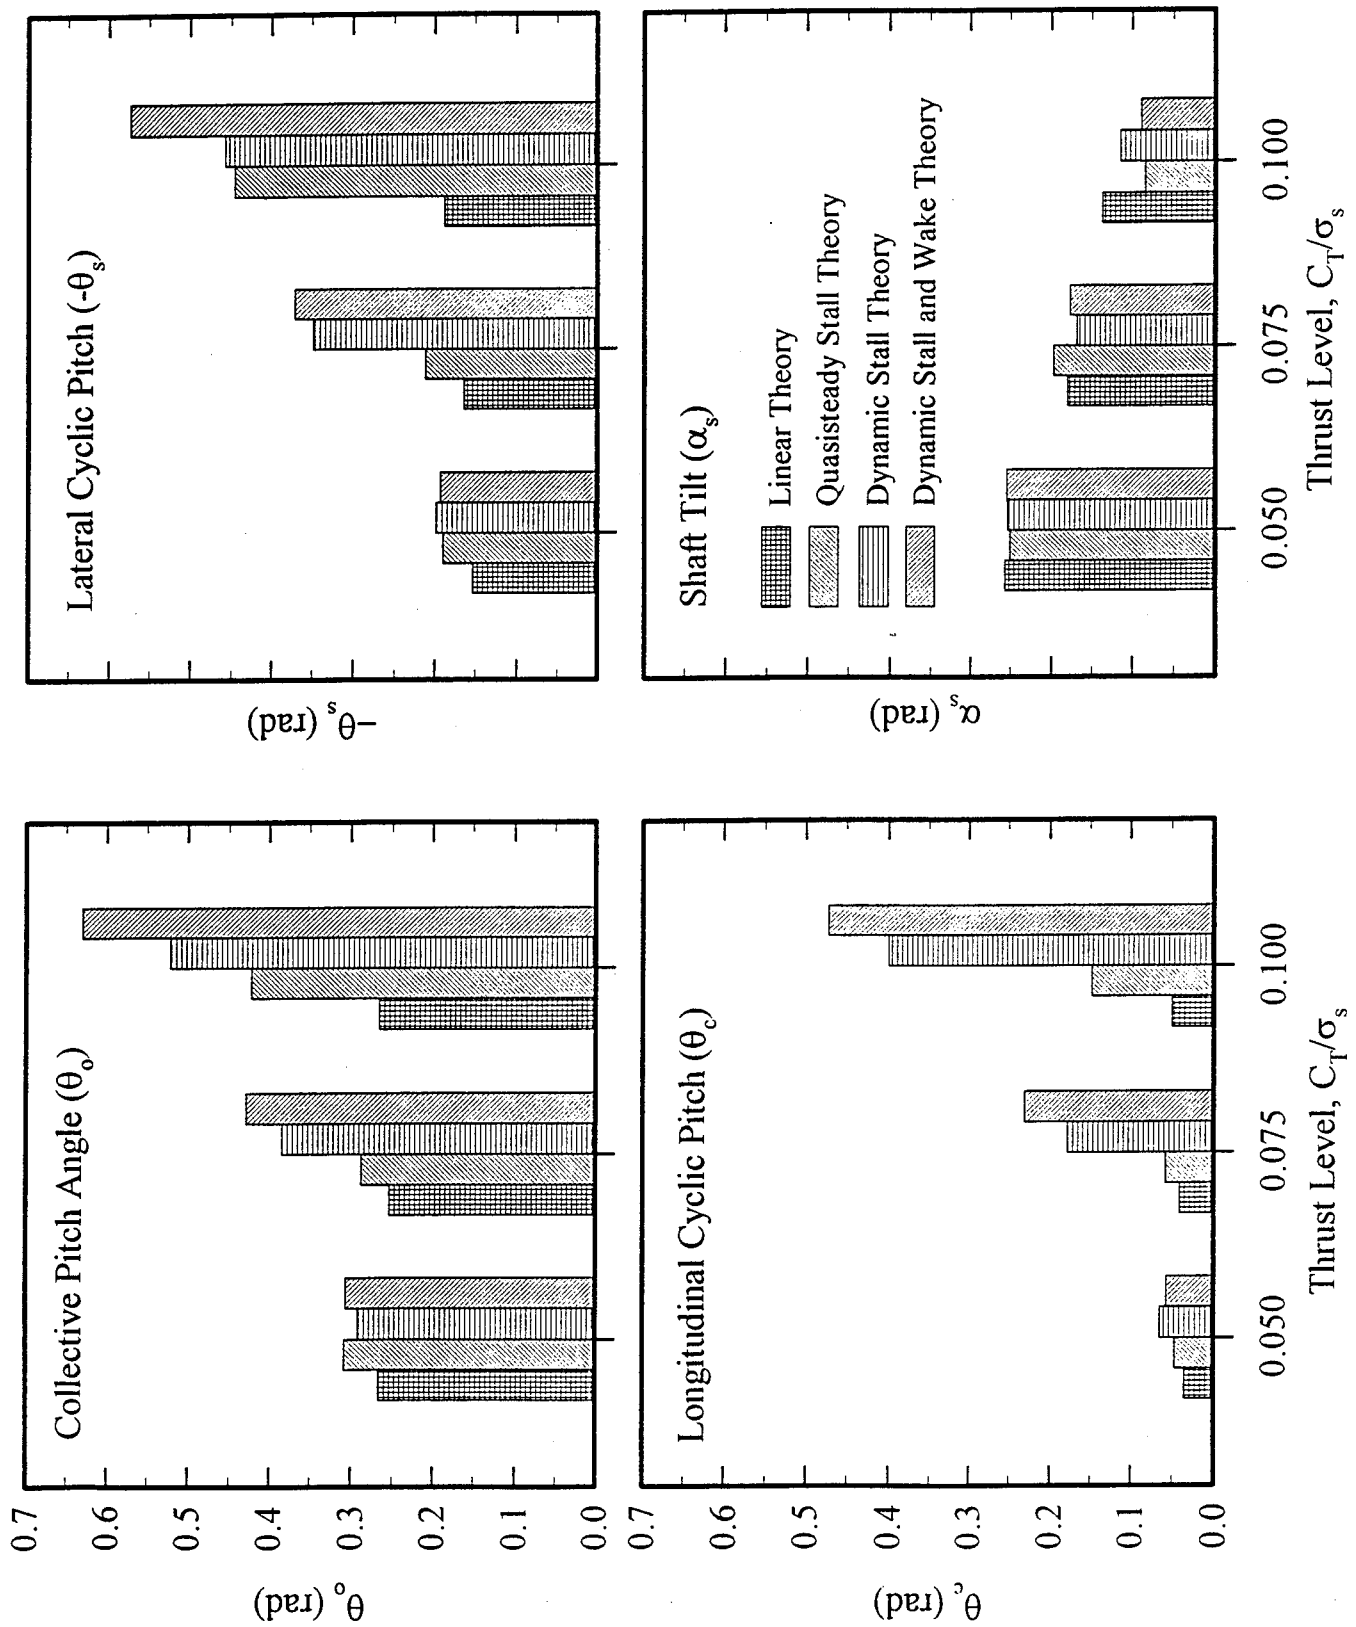 Collective Pitch Angle (θₒ)
θₒ (rad)
0.7
0.6
0.5
0.4
0.3
0.2
0.1
0.0
Lateral Cyclic Pitch (-θₛ)
−θₛ (rad)
Longitudinal Cyclic Pitch (θ_c)
θ_c (rad)
0.7
0.6
0.5
0.4
0.3
0.2
0.1
0.0
0.050
0.075
0.100
Thrust Level, C_T/σₛ
Shaft Tilt (αₛ)
Linear Theory
Quasisteady Stall Theory
Dynamic Stall Theory
Dynamic Stall and Wake Theory
αₛ (rad)
0.050
0.075
0.100
Thrust Level, C_T/σₛ